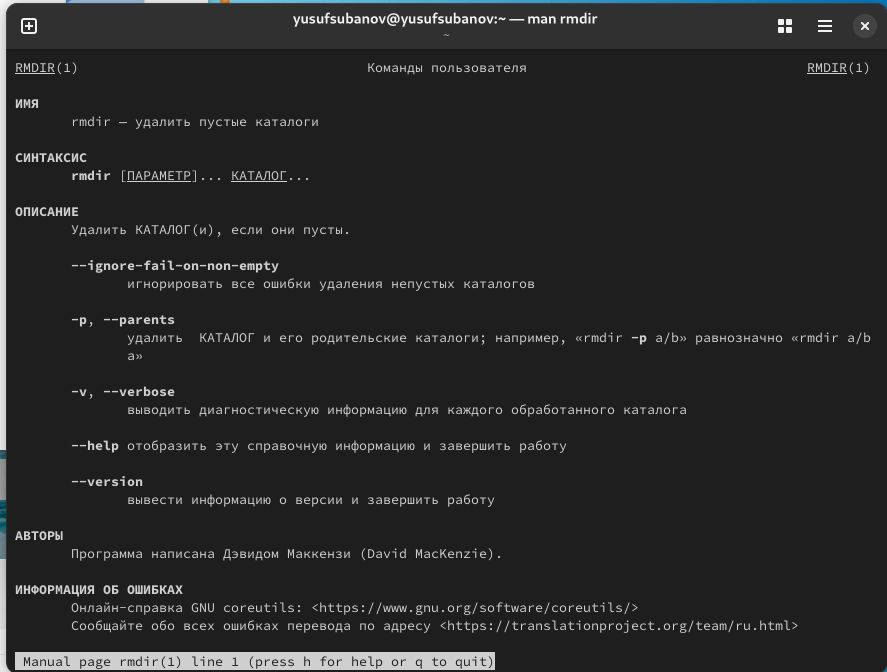 yusufsubanov@yusufsubanov:~ — man rmdir
~
RMDIR(1) Команды пользователя RMDIR(1)
ИМЯ
rmdir — удалить пустые каталоги
СИНТАКСИС
rmdir [ПАРАМЕТР]... КАТАЛОГ...
ОПИСАНИЕ
Удалить КАТАЛОГ(и), если они пусты.
--ignore-fail-on-non-empty
игнорировать все ошибки удаления непустых каталогов
-p, --parents
удалить КАТАЛОГ и его родительские каталоги; например, «rmdir -p a/b» равнозначно «rmdir a/b
a»
-v, --verbose
выводить диагностическую информацию для каждого обработанного каталога
--help отобразить эту справочную информацию и завершить работу
--version
вывести информацию о версии и завершить работу
АВТОРЫ
Программа написана Дэвидом Маккензи (David MacKenzie).
ИНФОРМАЦИЯ ОБ ОШИБКАХ
Онлайн-справка GNU coreutils: <https://www.gnu.org/software/coreutils/>
Сообщайте обо всех ошибках перевода по адресу <https://translationproject.org/team/ru.html>
Manual page rmdir(1) line 1 (press h for help or q to quit)